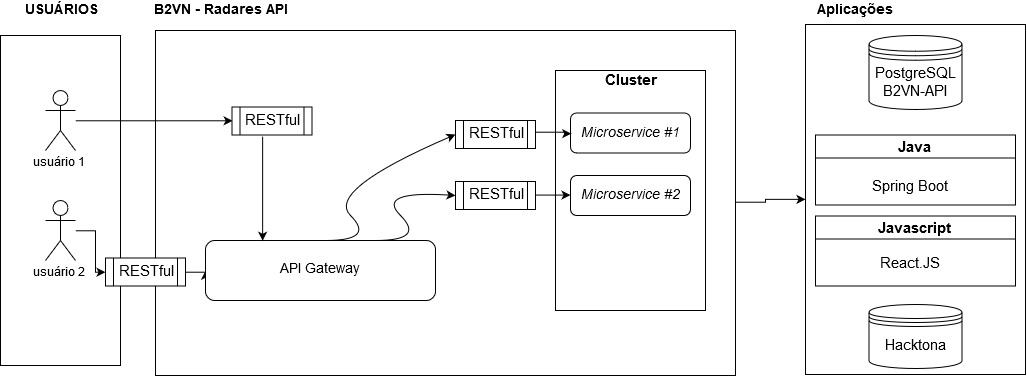 USUÁRIOS
B2VN - Radares API
Aplicações
usuário 1
usuário 2
RESTful
RESTful
API Gateway
RESTful
RESTful
Cluster
Microservice #1
Microservice #2
PostgreSQL
B2VN-API
Java
Spring Boot
Javascript
React.JS
Hacktona